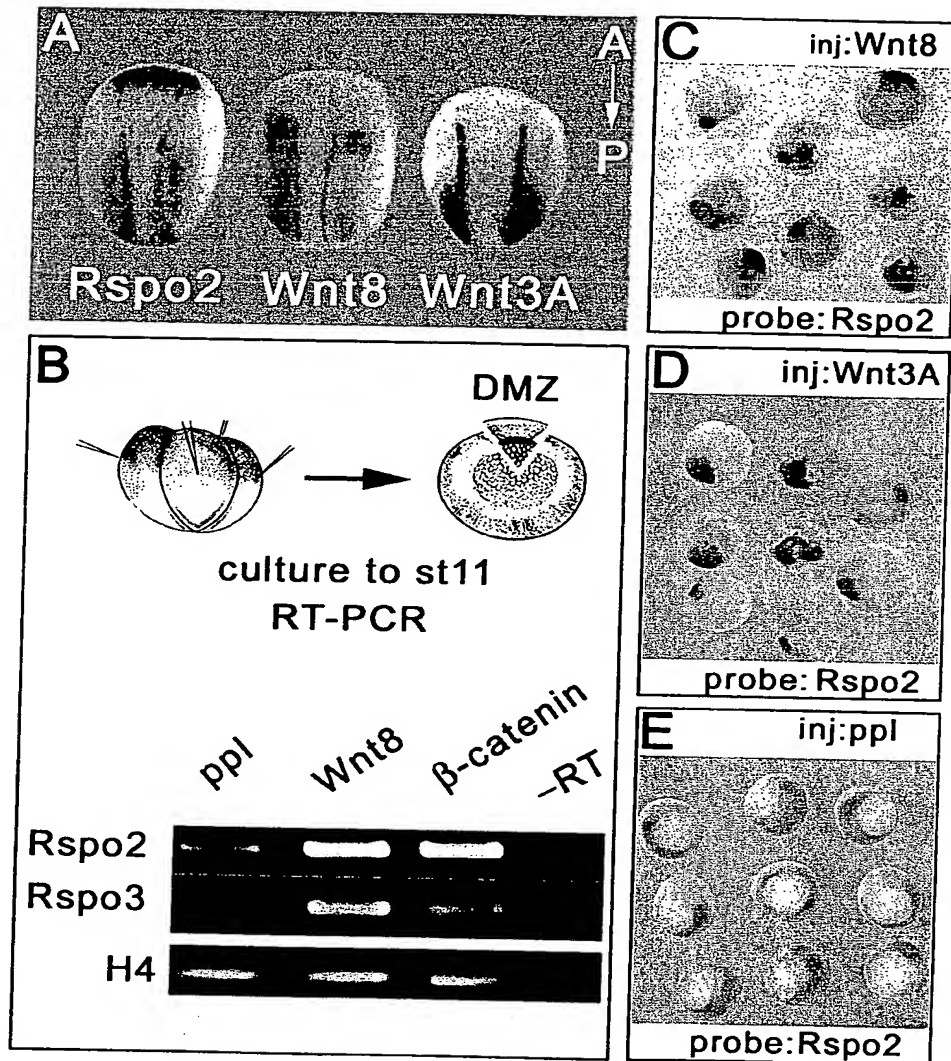 A
A
P
Rspo2 Wnt8 Wnt3A
B
DMZ
culture to st11
RT-PCR
ppl Wnt8 β-catenin –RT
Rspo2
Rspo3
H4
C inj:Wnt8
probe:Rspo2
D inj:Wnt3A
probe:Rspo2
E inj:ppl
probe:Rspo2